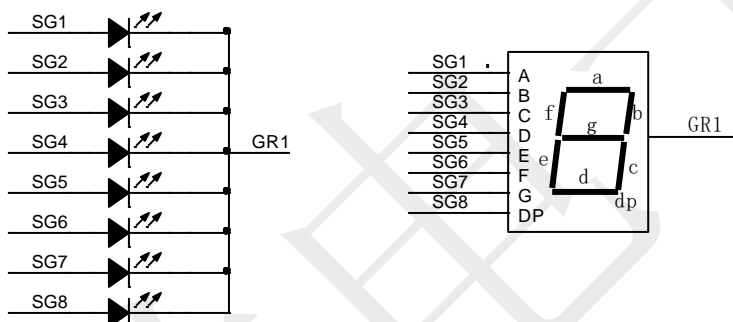 SG1
SG2
SG3
SG4
SG5
SG6
SG7
SG8
GR1
SG1
SG2
SG3
SG4
SG5
SG6
SG7
SG8
A
B
C
D
E
F
G
DP
a
f
b
g
e
c
d
dp
GR1